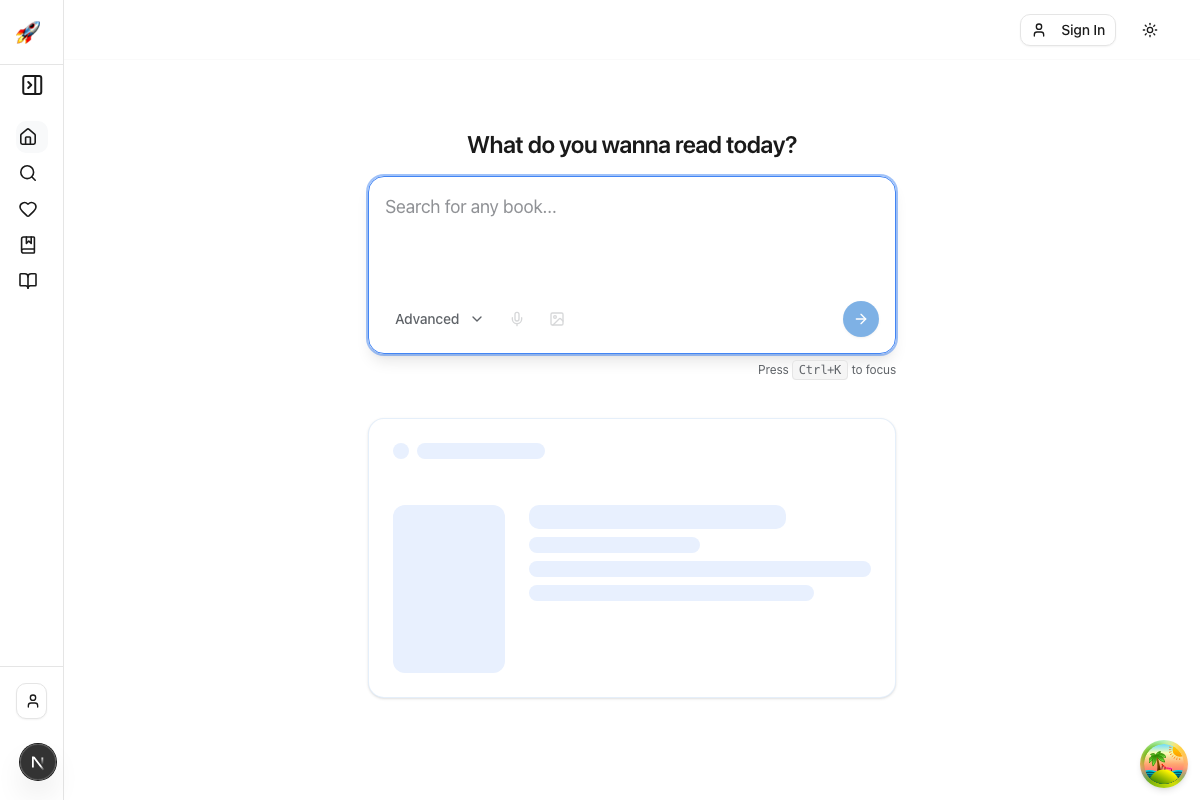 Sign In
What do you wanna read today?
Search for any book...
Advanced
Press Ctrl+K to focus
N